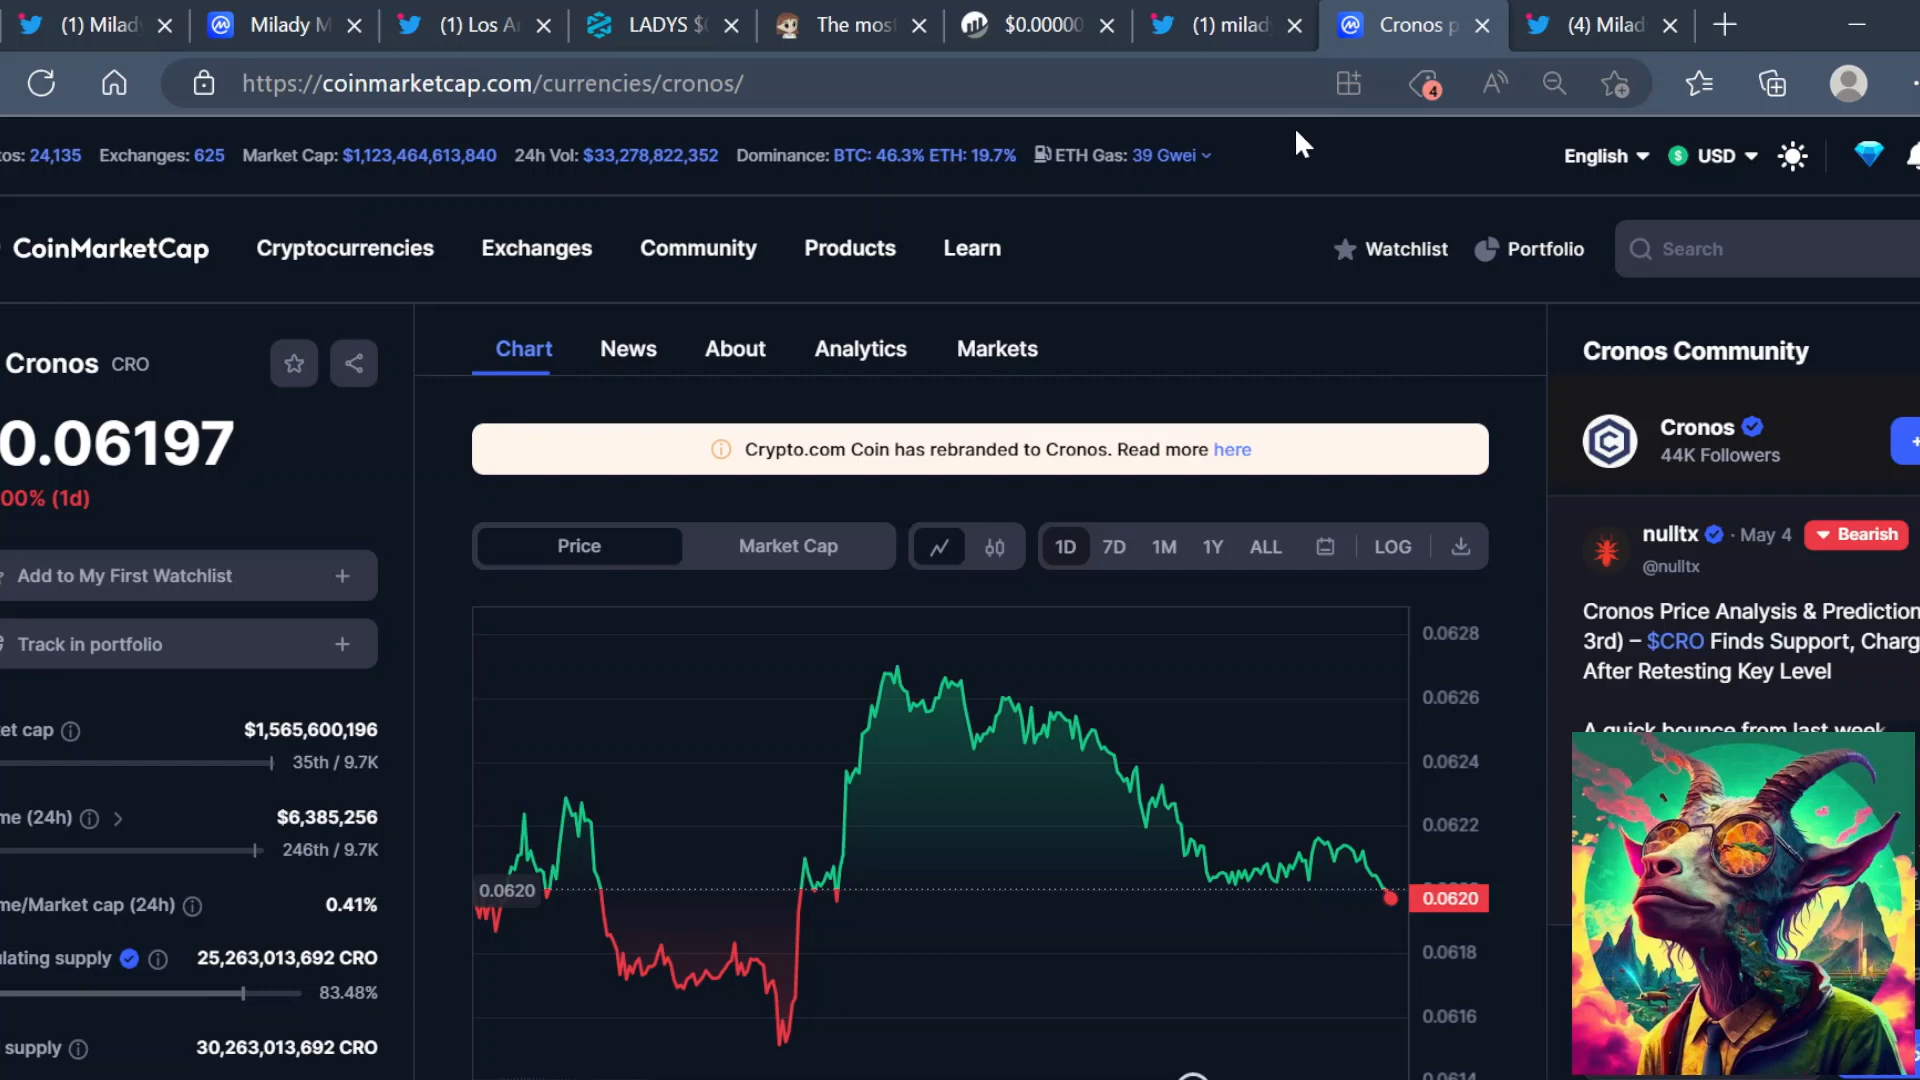 (1) Milad
Milady M
(1) Los A
LADYS $
The mos
$0.00000
(1) milad
Cronos p
(4) Milad
https://coinmarketcap.com/currencies/cronos/
4
os: 24,135 Exchanges: 625 Market Cap: $1,123,464,613,840 24h Vol: $33,278,822,352 Dominance: BTC: 46.3% ETH: 19.7% ETH Gas: 39 Gwei
English USD
CoinMarketCap Cryptocurrencies Exchanges Community Products Learn
Watchlist Portfolio Search
Cronos CRO
0.06197
00% (1d)
Add to My First Watchlist
Track in portfolio
et cap $1,565,600,196
35th / 9.7K
me (24h) $6,385,256
246th / 9.7K
me/Market cap (24h) 0.41%
lating supply 25,263,013,692 CRO
83.48%
supply 30,263,013,692 CRO
Chart News About Analytics Markets
Crypto.com Coin has rebranded to Cronos. Read more here
Price Market Cap
1D 7D 1M 1Y ALL LOG
0.0628
0.0626
0.0624
0.0622
0.0620
0.0620
0.0618
0.0616
0.0614
Cronos Community
Cronos
44K Followers
nulltx · May 4 Bearish
@nulltx
Cronos Price Analysis & Prediction
3rd) – $CRO Finds Support, Charg
After Retesting Key Level
A quick bounce from last week